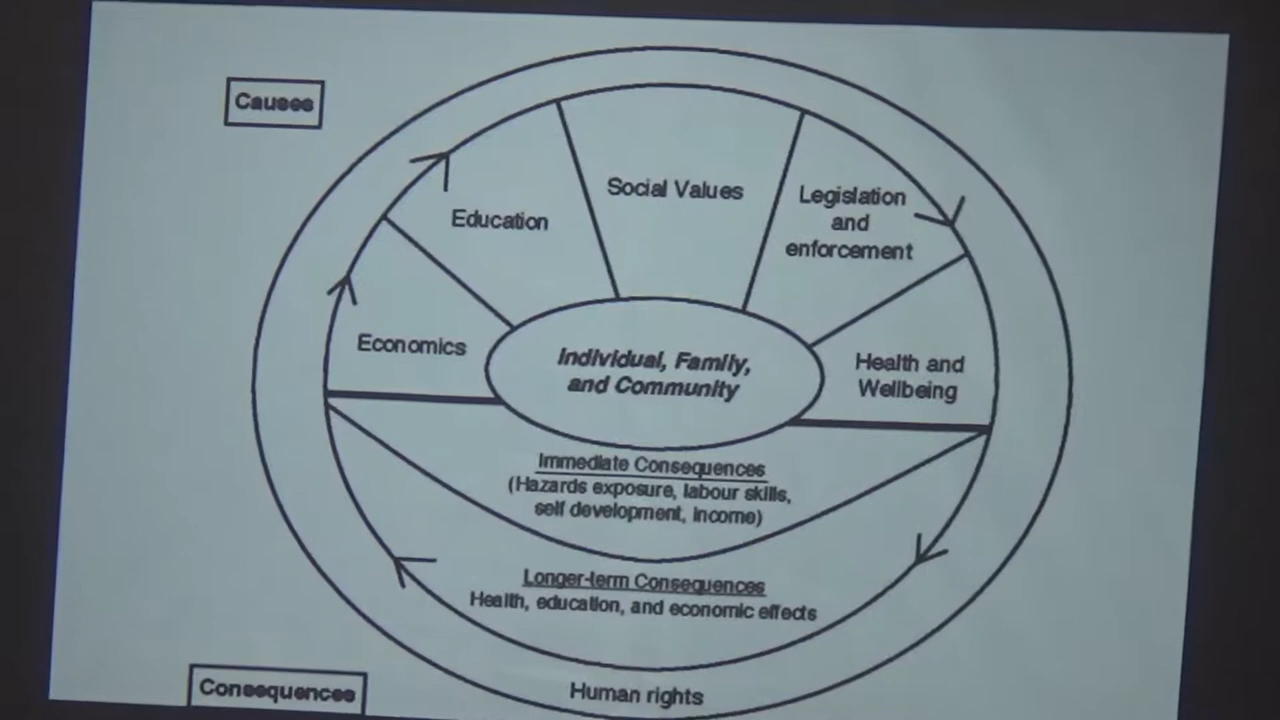 Causes
Social Values
Legislation
and
enforcement
Education
Economics
Individual, Family,
and Community
Health and
Wellbeing
Immediate Consequences
(Hazards exposure, labour skills,
self development, income)
Longer-term Consequences
Health, education, and economic effects
Consequences
Human rights